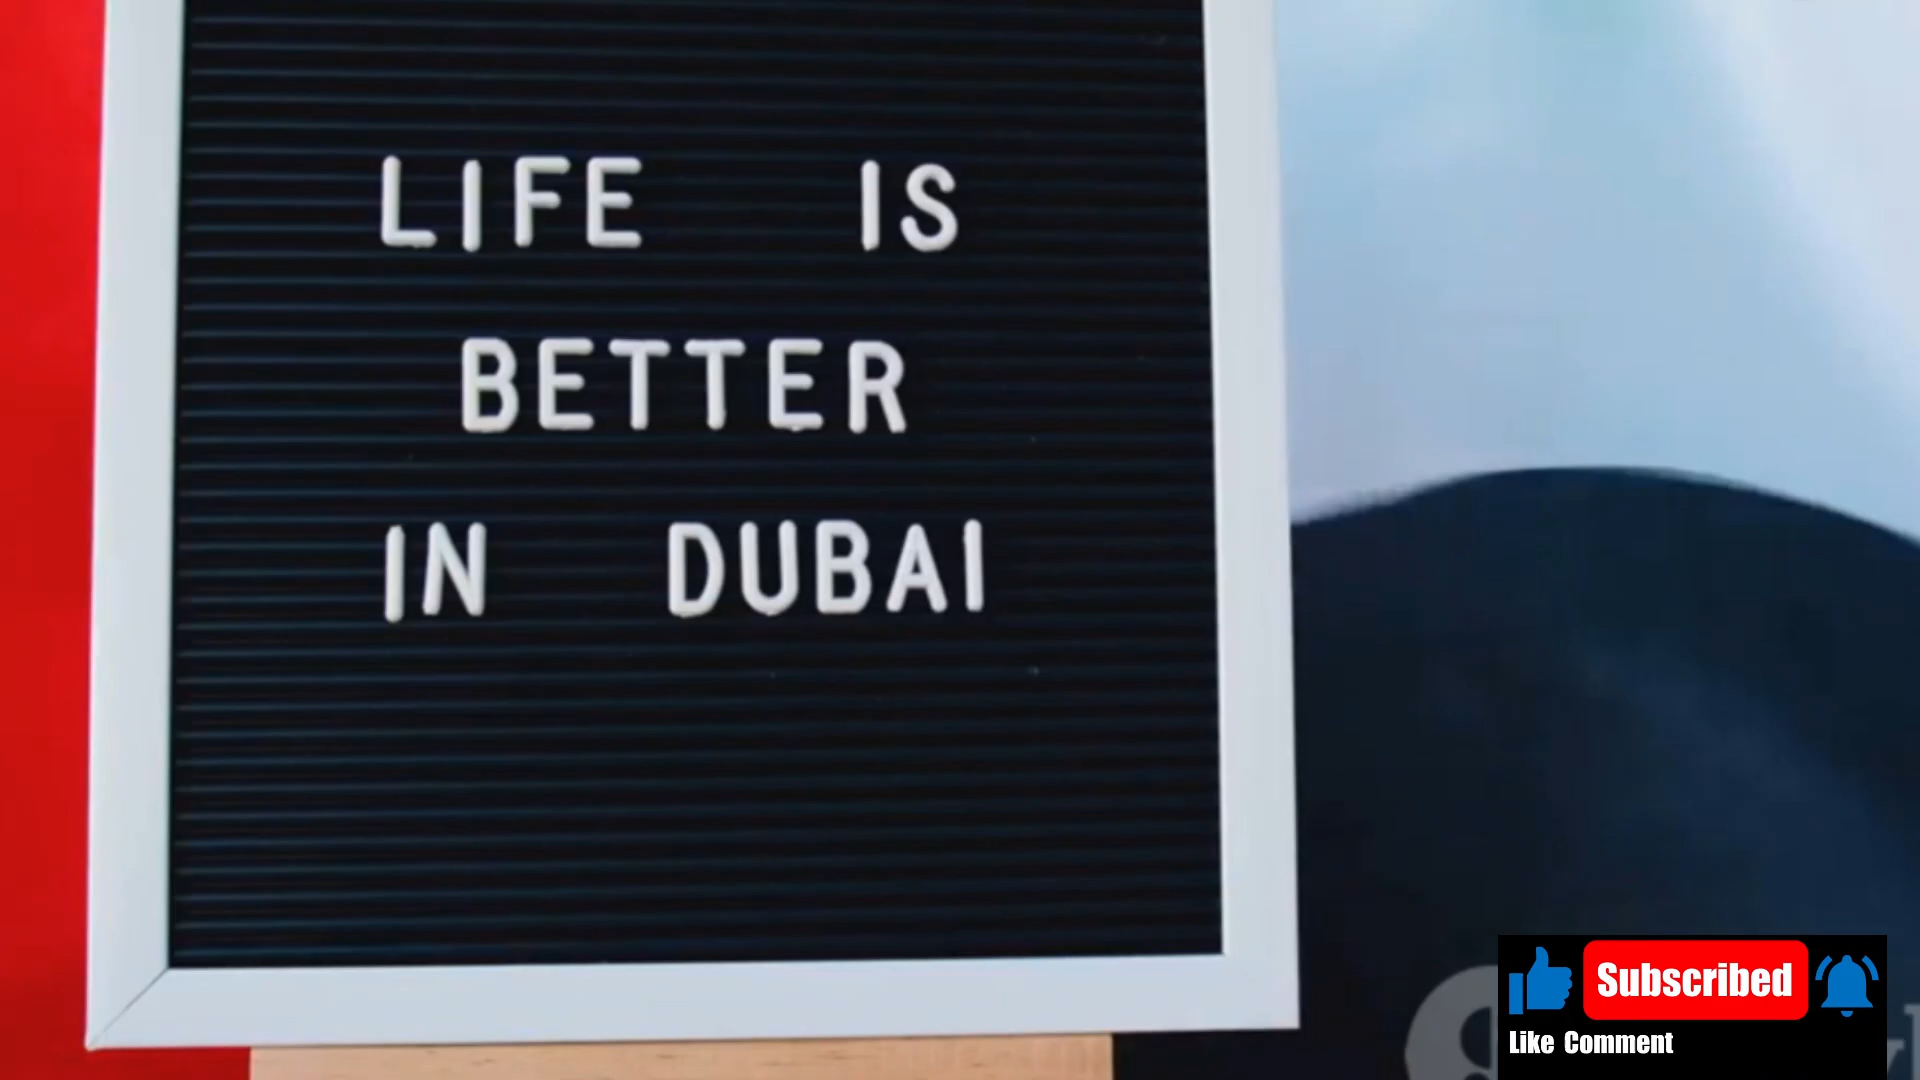 LIFE IS
BETTER
IN DUBAI
Subscribed
Like Comment